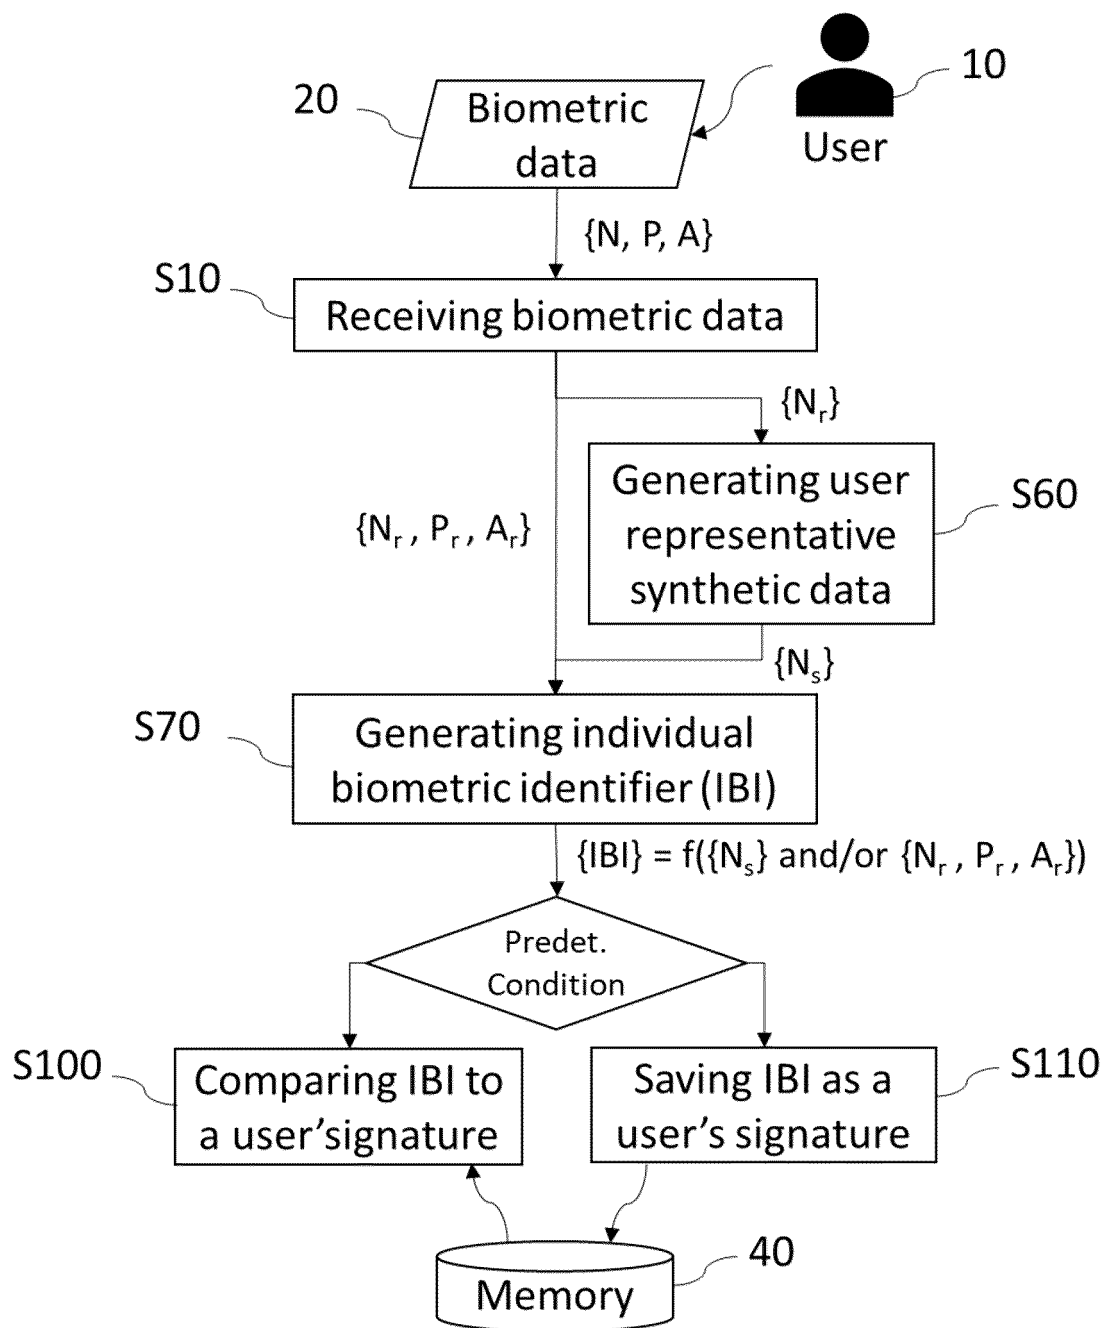 10
User
20
Biometric
data
{N, P, A}
S10
Receiving biometric data
{Nᵣ}
Generating user
representative
synthetic data
S60
{Nᵣ , Pᵣ , Aᵣ}
{Nₛ}
S70
Generating individual
biometric identifier (IBI)
{IBI} = f({Nₛ} and/or {Nᵣ , Pᵣ , Aᵣ})
Predet.
Condition
S100
Comparing IBI to
a user'signature
Saving IBI as a
user's signature
S110
40
Memory